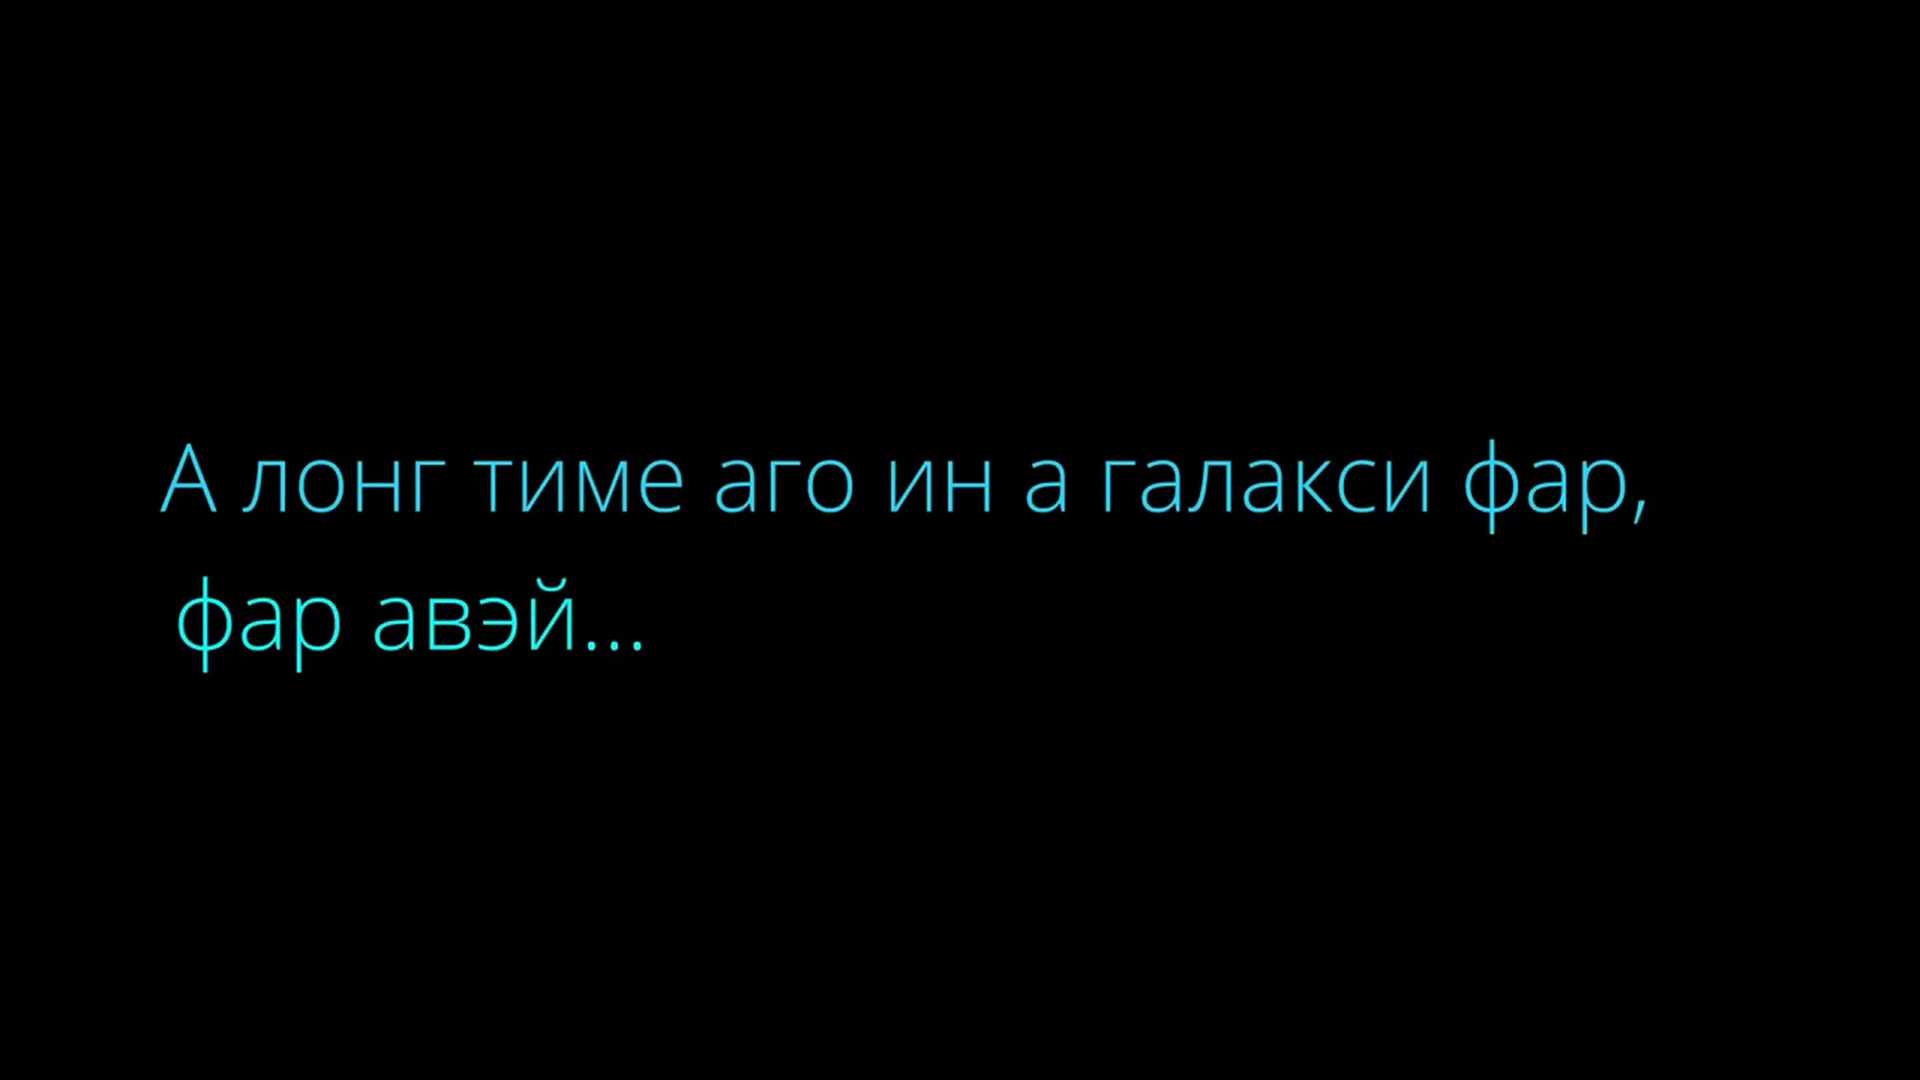 А лонг тиме аго ин а галакси фар,
фар авэй...